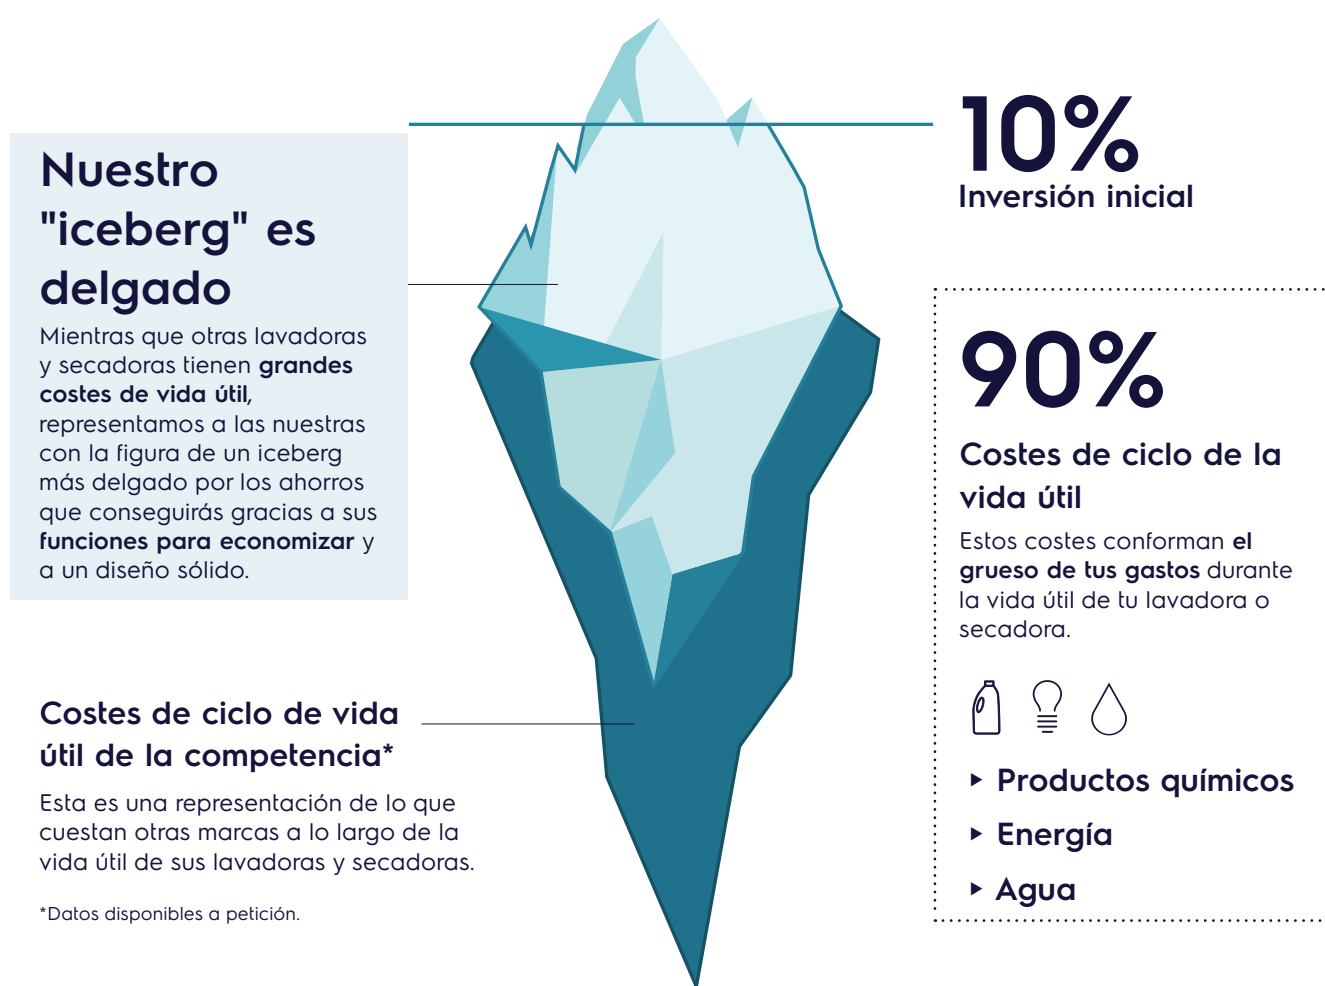 Nuestro
"iceberg" es
delgado
Mientras que otras lavadoras
y secadoras tienen grandes
costes de vida útil,
representamos a las nuestras
con la figura de un iceberg
más delgado por los ahorros
que conseguirás gracias a sus
funciones para economizar y
a un diseño sólido.
Costes de ciclo de vida
útil de la competencia*
Esta es una representación de lo que
cuestan otras marcas a lo largo de la
vida útil de sus lavadoras y secadoras.
*Datos disponibles a petición.
10%
Inversión inicial
90%
Costes de ciclo de la
vida útil
Estos costes conforman el
grueso de tus gastos durante
la vida útil de tu lavadora o
secadora.
Productos químicos
Energía
Agua